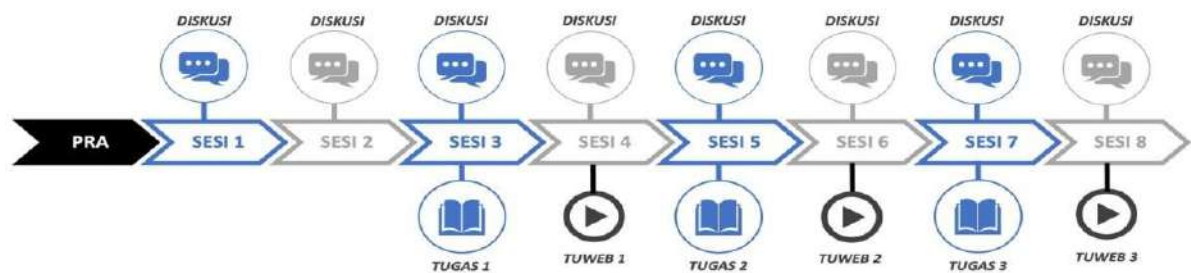 DISKUSI DISKUSI DISKUSI DISKUSI DISKUSI DISKUSI DISKUSI DISKUSI
PRA SESI 1 SESI 2 SESI 3 SESI 4 SESI 5 SESI 6 SESI 7 SESI 8
TUGAS 1 TUWEB 1 TUGAS 2 TUWEB 2 TUGAS 3 TUWEB 3